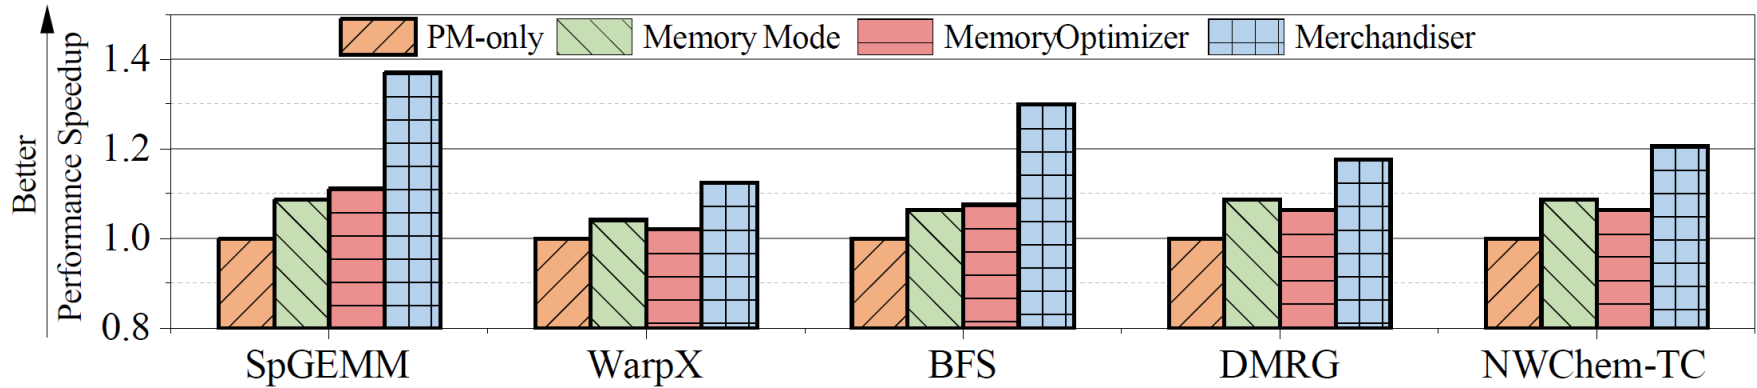 PM-only Memory Mode MemoryOptimizer Merchandiser
Better
Performance Speedup
1.4
1.2
1.0
0.8
SpGEMM WarpX BFS DMRG NWChem-TC